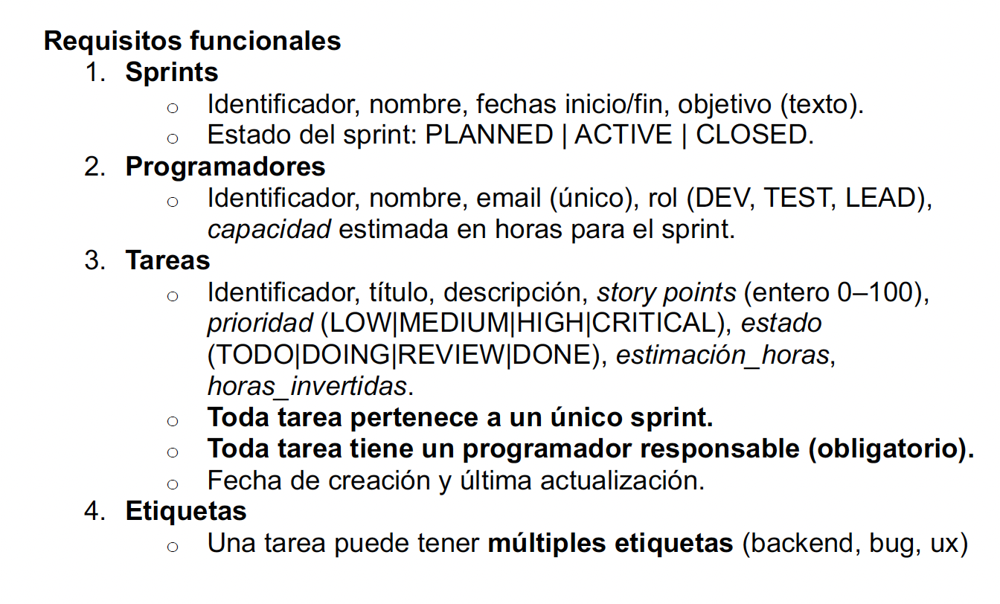 Requisitos funcionales
1. Sprints
○ Identificador, nombre, fechas inicio/fin, objetivo (texto).
○ Estado del sprint: PLANNED | ACTIVE | CLOSED.
2. Programadores
○ Identificador, nombre, email (único), rol (DEV, TEST, LEAD),
capacidad estimada en horas para el sprint.
3. Tareas
○ Identificador, título, descripción, story points (entero 0–100),
prioridad (LOW|MEDIUM|HIGH|CRITICAL), estado
(TODO|DOING|REVIEW|DONE), estimación_horas,
horas_invertidas.
○ Toda tarea pertenece a un único sprint.
○ Toda tarea tiene un programador responsable (obligatorio).
○ Fecha de creación y última actualización.
4. Etiquetas
○ Una tarea puede tener múltiples etiquetas (backend, bug, ux)